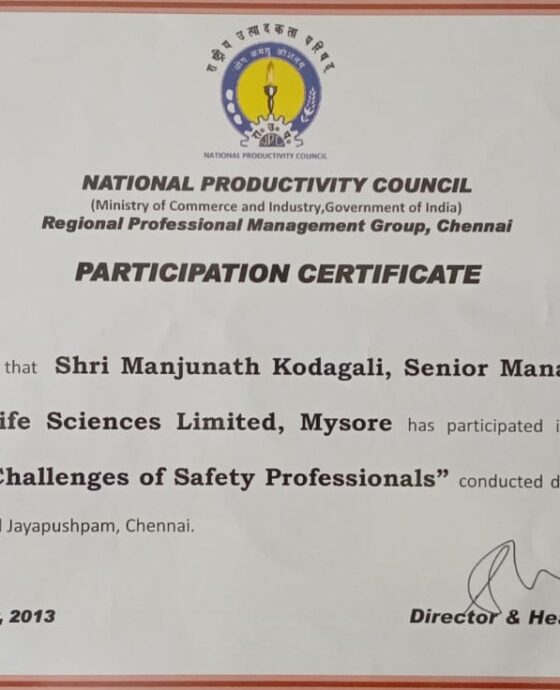 राष्ट्रीय उत्पादकता परिषद्
रा॰ उ॰ प॰
NPC
NATIONAL PRODUCTIVITY COUNCIL
NATIONAL PRODUCTIVITY COUNCIL
(Ministry of Commerce and Industry,Government of India)
Regional Professional Management Group, Chennai
PARTICIPATION CERTIFICATE
that Shri Manjunath Kodagali, Senior Mana
ife Sciences Limited, Mysore has participated i
Challenges of Safety Professionals” conducted d
l Jayapushpam, Chennai.
, 2013
Director & Hea